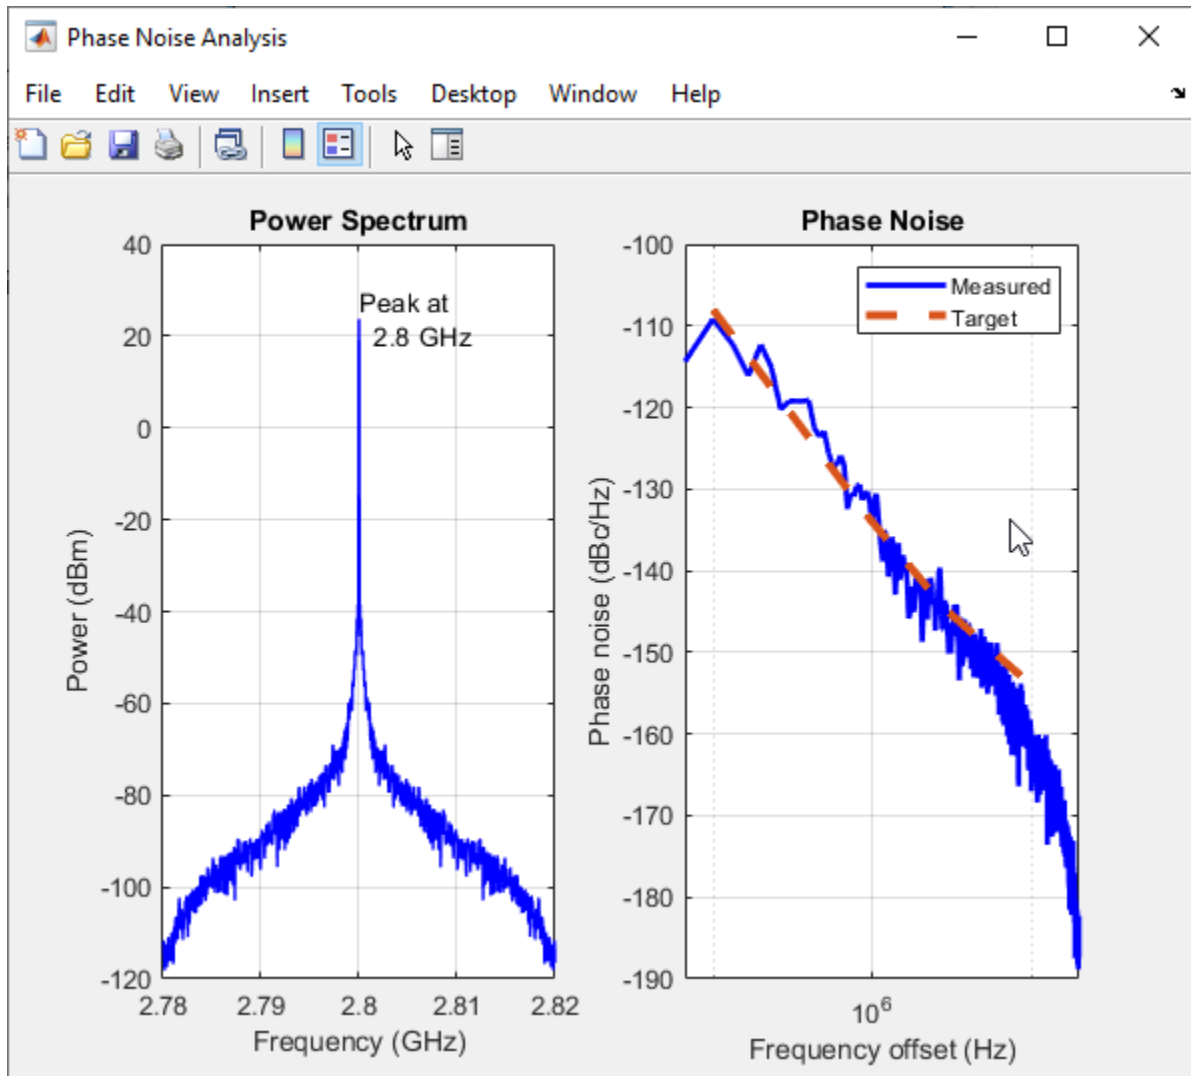 Phase Noise Analysis
File Edit View Insert Tools Desktop Window Help
Power Spectrum
40
20
0
-20
-40
-60
-80
-100
-120
Power (dBm)
Peak at
2.8 GHz
2.78 2.79 2.8 2.81 2.82
Frequency (GHz)
Phase Noise
-100
-110
-120
-130
-140
-150
-160
-170
-180
-190
Phase noise (dBc/Hz)
Measured
Target
10⁶
Frequency offset (Hz)